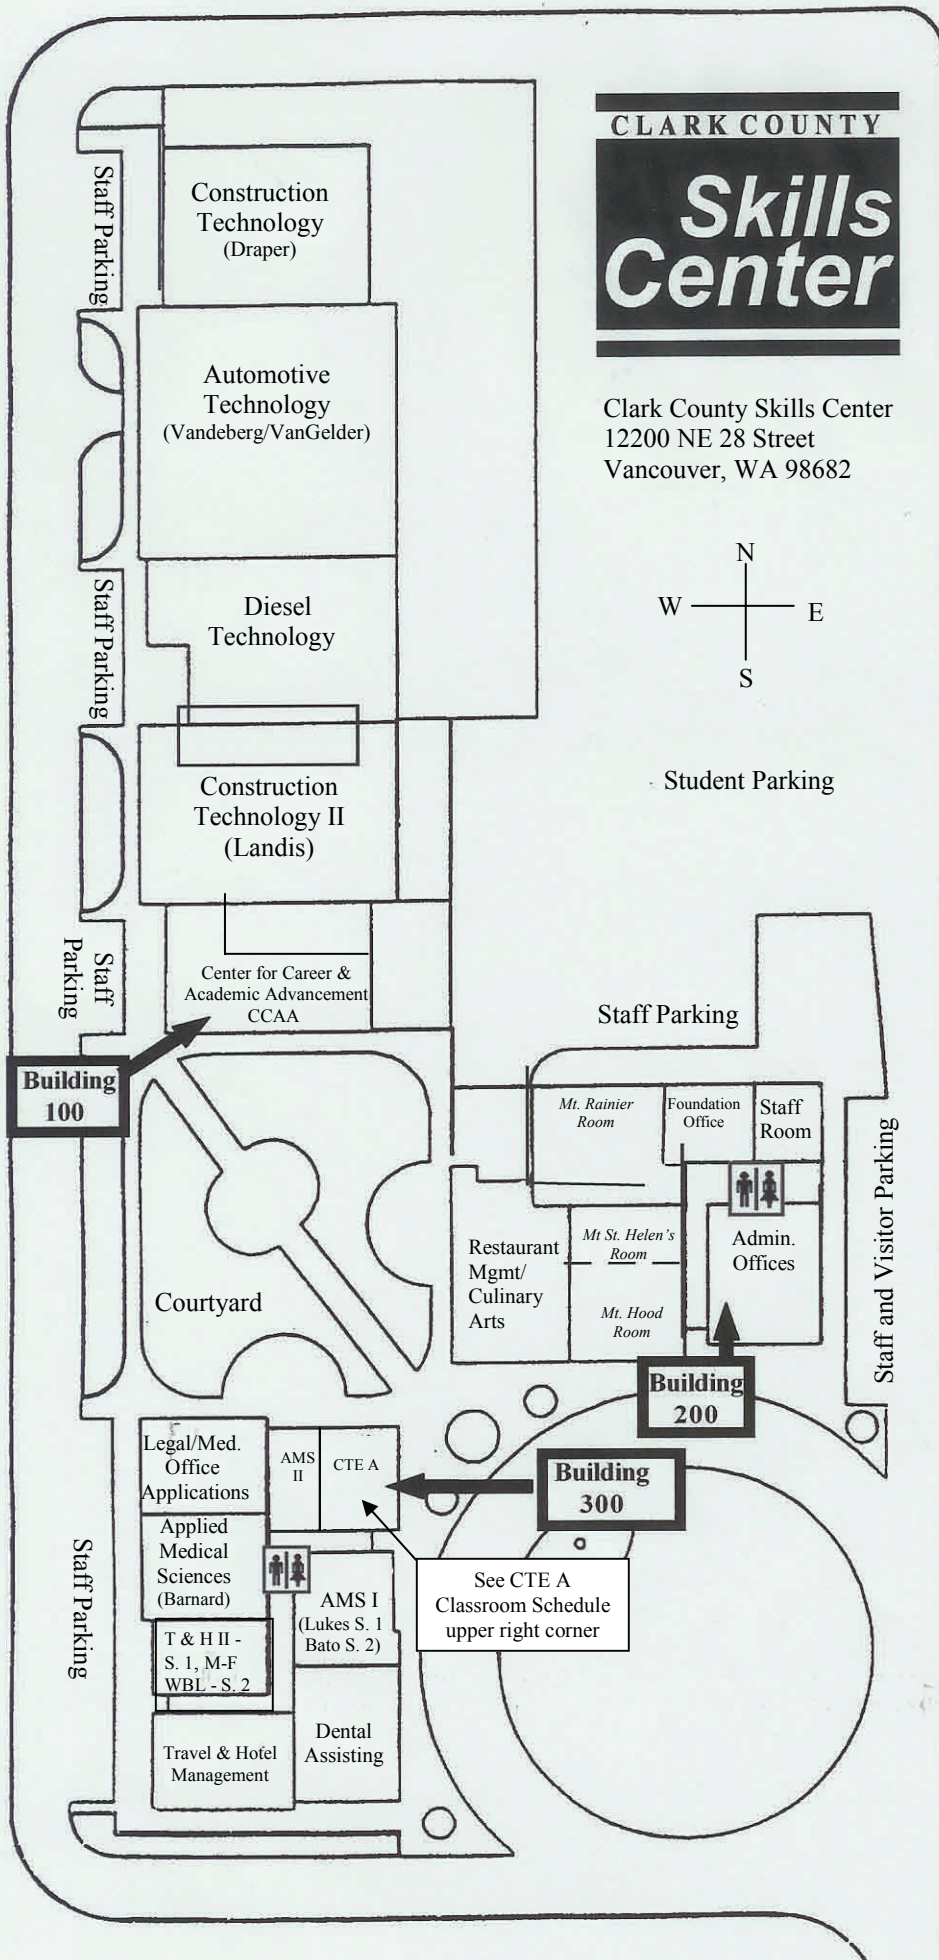 CLARK COUNTY
Skills
Center
Clark County Skills Center
12200 NE 28 Street
Vancouver, WA 98682
N
W
E
S
Staff Parking
Construction
Technology
(Draper)
Automotive
Technology
(Vandeberg/VanGelder)
Staff Parking
Diesel
Technology
Construction
Technology II
(Landis)
Student Parking
Staff
Parking
Center for Career &
Academic Advancement
CCAA
Building
100
Staff Parking
Mt. Rainier
Room
Foundation
Office
Staff
Room
Staff and Visitor Parking
Restaurant
Mgmt/
Culinary
Arts
Mt St. Helen's
Room
Mt. Hood
Room
Admin.
Offices
Courtyard
Building
200
Legal/Med.
Office
Applications
AMS
II
CTE A
Building
300
Staff Parking
Applied
Medical
Sciences
(Barnard)
AMS I
(Lukes S. 1
Bato S. 2)
See CTE A
Classroom Schedule
upper right corner
T & H II -
S. 1, M-F
WBL - S. 2
Travel & Hotel
Management
Dental
Assisting